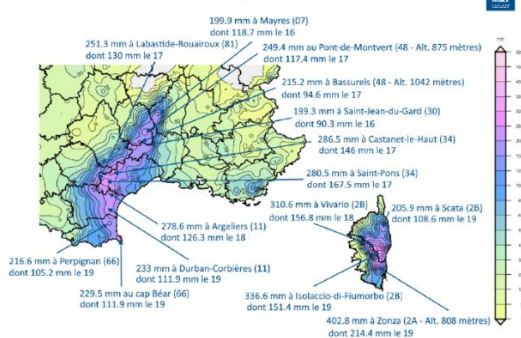 199.9 mm à Mayres (07)
dont 118.7 mm le 16
251.3 mm à Labastide-Rouairoux (81)
dont 130 mm le 17
249.4 mm au Pont-de-Montvert (48 - Alt. 875 mètres)
dont 117.4 mm le 17
215.2 mm à Bassurels (48 - Alt. 1042 mètres)
dont 94.6 mm le 17
199.3 mm à Saint-Jean-du-Gard (30)
dont 90.3 mm le 16
286.5 mm à Castanet-le-Haut (34)
dont 146 mm le 17
280.5 mm à Saint-Pons (34)
dont 167.5 mm le 17
310.6 mm à Vivario (2B)
dont 156.8 mm le 18
205.9 mm à Scata (2B)
dont 108.6 mm le 19
278.6 mm à Argeliers (11)
dont 126.3 mm le 18
216.6 mm à Perpignan (66)
dont 105.2 mm le 19
233 mm à Durban-Corbières (11)
dont 111.9 mm le 19
229.5 mm au cap Béar (66)
dont 111.9 mm le 19
336.6 mm à Isolaccio-di-Fiumorbo (2B)
dont 151.4 mm le 19
402.8 mm à Zonza (2A - Alt. 808 mètres)
dont 214.4 mm le 19